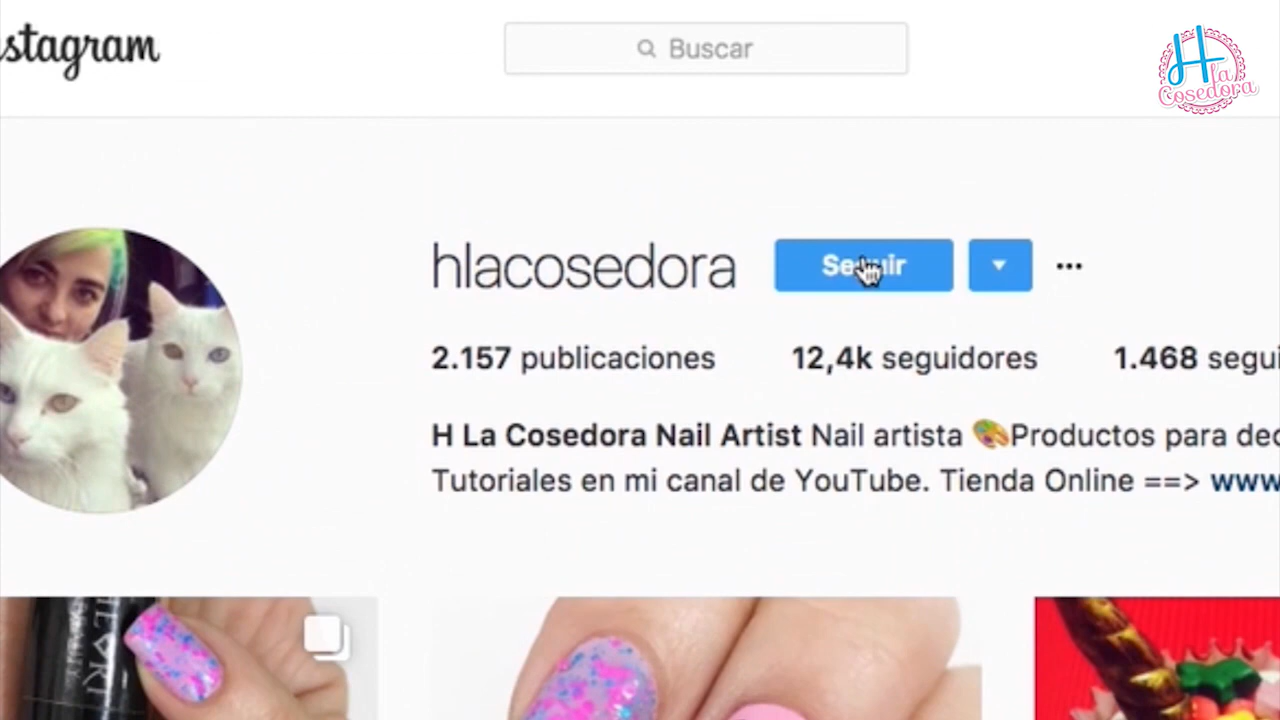 stagram
Buscar
H la
Cosedora
hlacosedora
Seguir
2.157 publicaciones 12,4k seguidores 1.468 segui
H La Cosedora Nail Artist Nail artista 🎨Productos para dec
Tutoriales en mi canal de YouTube. Tienda Online ==> www